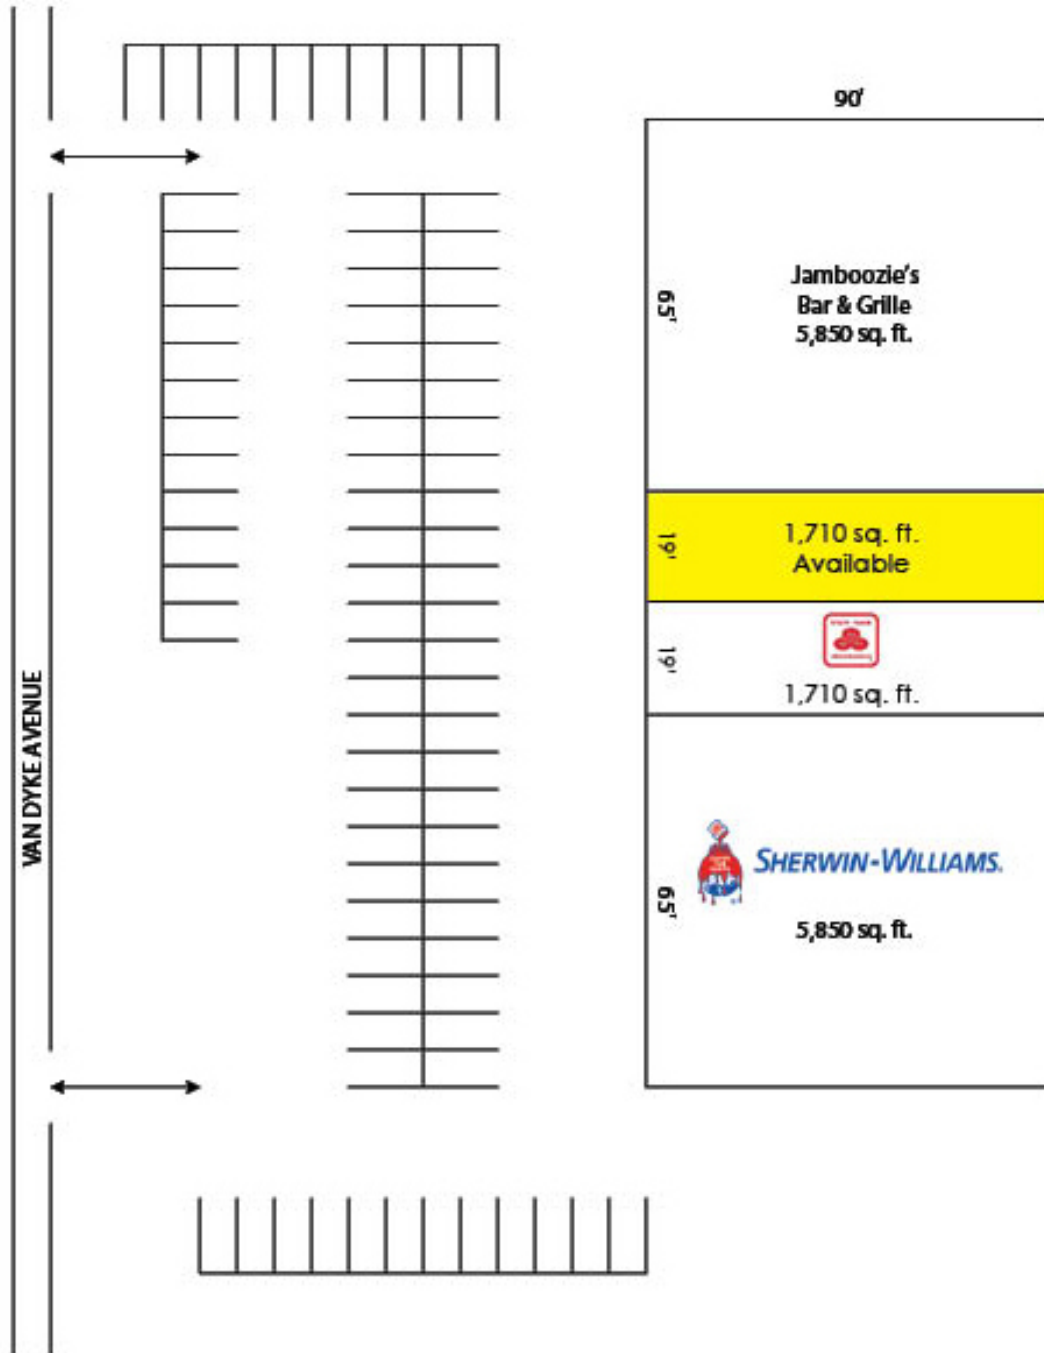 90'
Jamboozie's
Bar & Grille
5,850 sq. ft.
65'
1,710 sq. ft.
Available
19'
19'
1,710 sq. ft.
VAN DYKE AVENUE
SHERWIN-WILLIAMS.
65'
5,850 sq. ft.